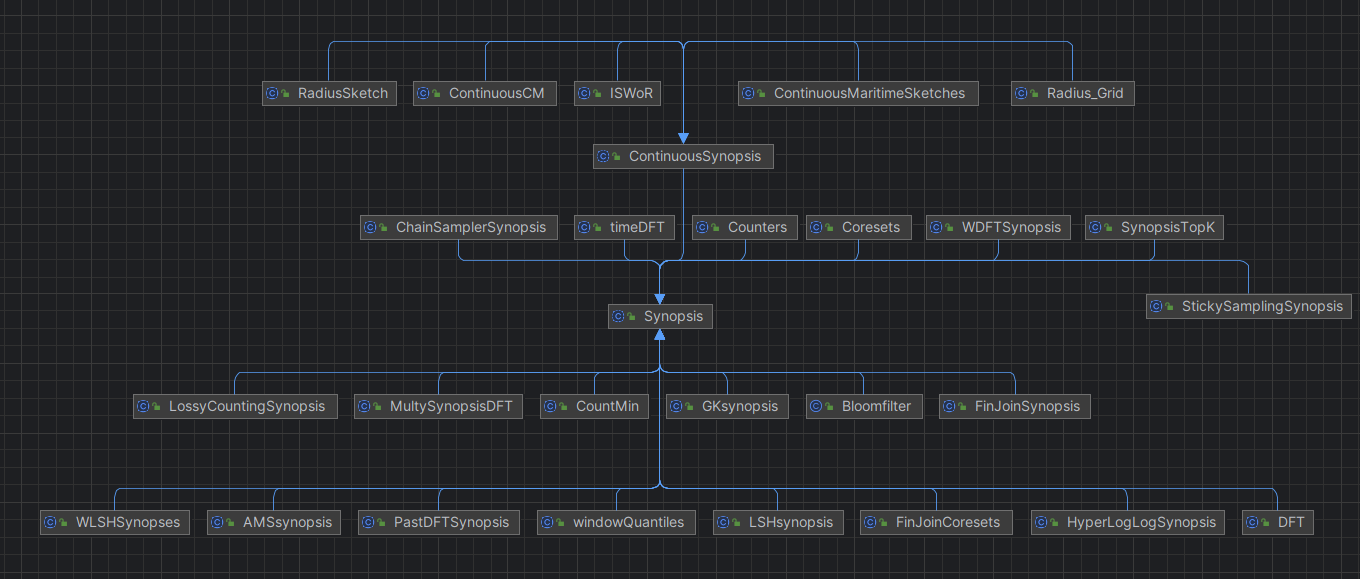 RadiusSketch ContinuousCM ISWoR ContinuousMaritimeSketches Radius_Grid
ContinuousSynopsis
ChainSamplerSynopsis timeDFT Counters Coresets WDFTSynopsis SynopsisTopK
StickySamplingSynopsis
Synopsis
LossyCountingSynopsis MultySynopsisDFT CountMin GKsynopsis Bloomfilter FinJoinSynopsis
WLSHSynopses AMSsynopsis PastDFTSynopsis windowQuantiles LSHsynopsis FinJoinCoresets HyperLogLogSynopsis DFT